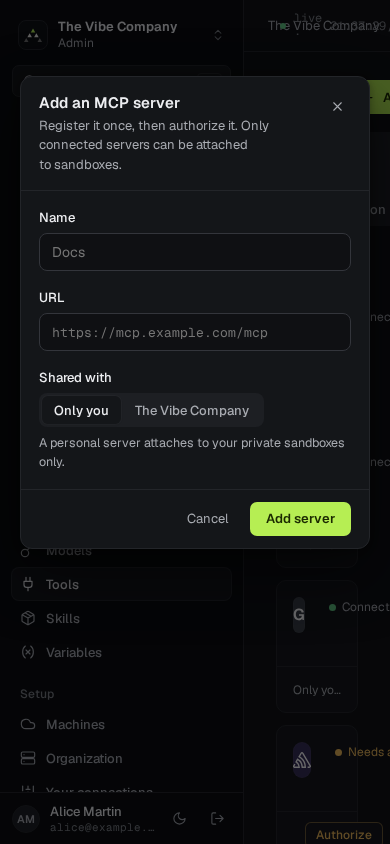 The Vibe Company
Admin
The Vibe Company
live
Add an MCP server
Register it once, then authorize it. Only
connected servers can be attached
to sandboxes.
Name
Docs
URL
https://mcp.example.com/mcp
Shared with
Only you
The Vibe Company
A personal server attaches to your private sandboxes
only.
Cancel
Add server
Models
Tools
Skills
Variables
Setup
Machines
Organization
Your connections
AM
Alice Martin
alice@example.…
G
Connect
Only yo…
Needs a
Authorize